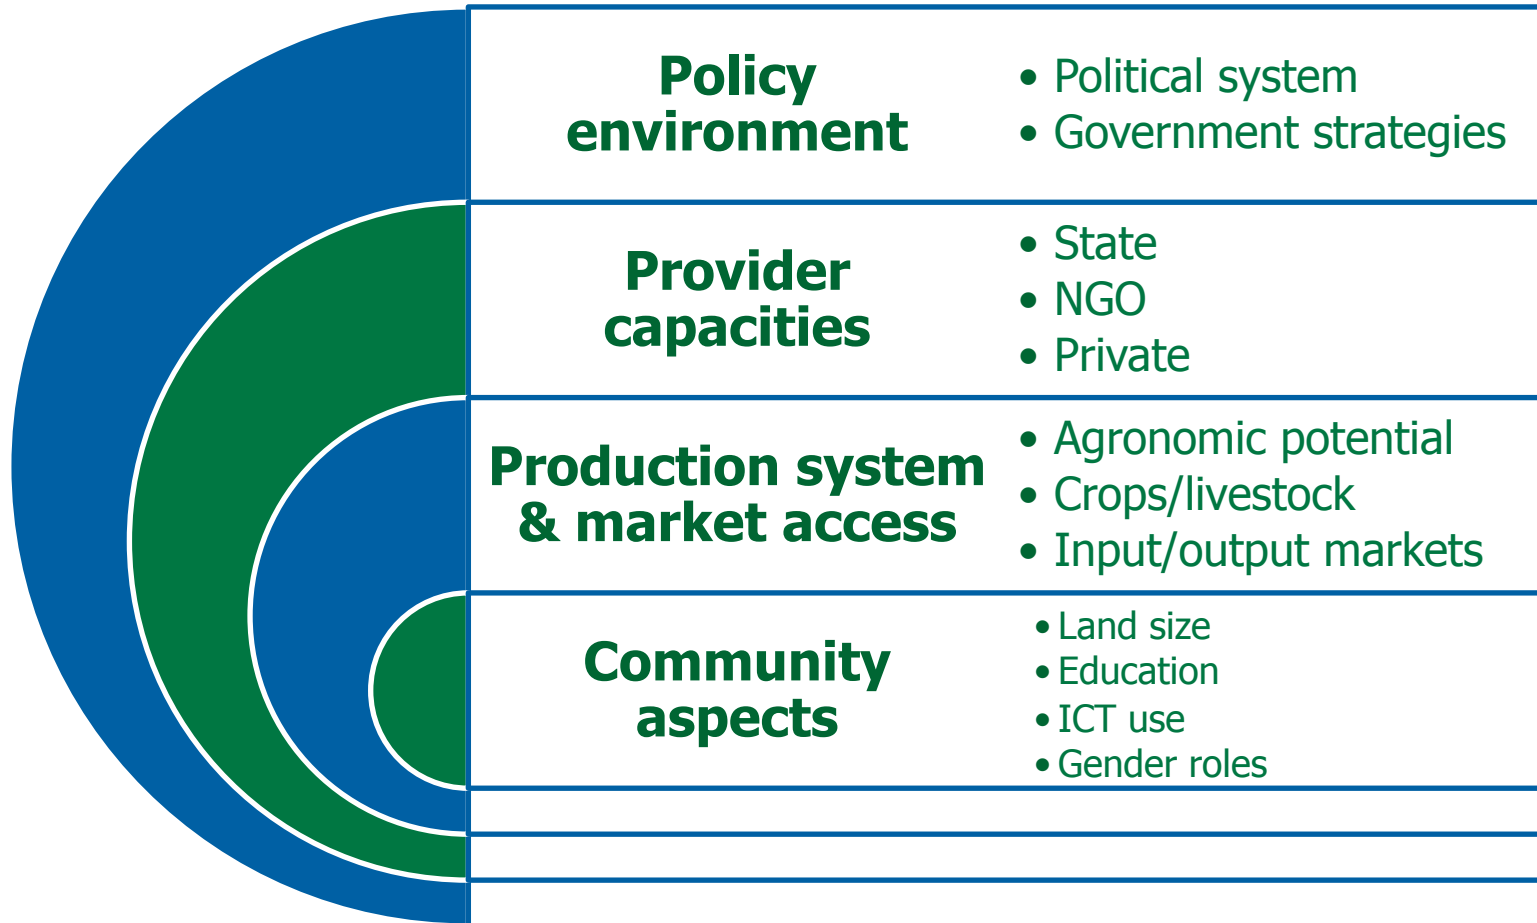 Policy
environment
• Political system
• Government strategies
Provider
capacities
• State
• NGO
• Private
Production system
& market access
• Agronomic potential
• Crops/livestock
• Input/output markets
Community
aspects
• Land size
• Education
• ICT use
• Gender roles